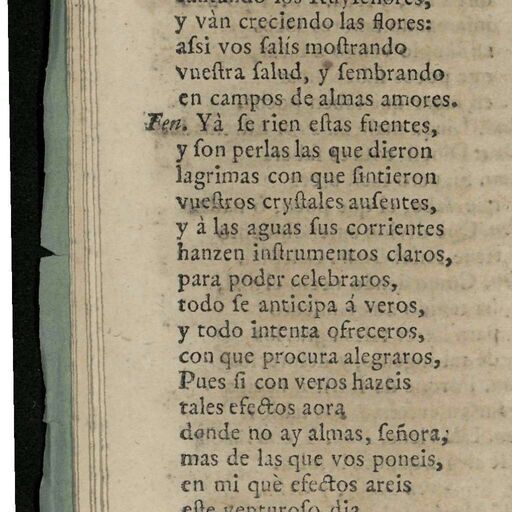 cantando los Ruyseñores,
y vàn creciendo las flores:
assi vos salís mostrando
vuestra salud, y sembrando
en campos de almas amores.
Fen. Yà se rien estas fuentes,
y son perlas las que dieron
lagrimas con que sintieron
vuestros crystales ausentes,
y à las aguas sus corrientes
hanzen instrumentos claros,
para poder celebraros,
todo se anticipa á veros,
y todo intenta ofreceros,
con que procura alegraros,
Pues si con veros hazeis
tales efectos aora
donde no ay almas, señora,
mas de las que vos poneis,
en mi què efectos areis
este venturoso dia